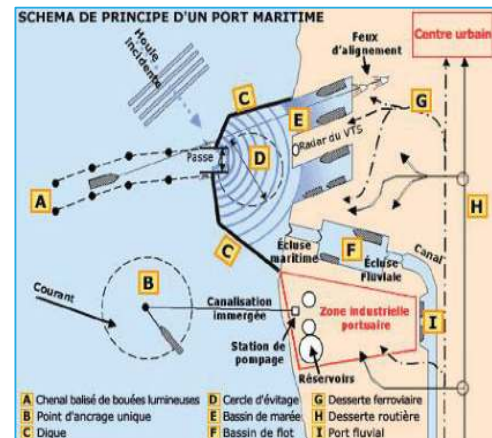 SCHEMA DE PRINCIPE D'UN PORT MARITIME
Centre urbain
Houle
incidente
Feux
d'alignement
C
E
G
Radar du VTS
Passe
D
A
H
F
C
Écluse
maritime
Écluse
Fluviale
Canal
B
Courant
Canalisation
immergée
Zone industrielle
portuaire
I
Station de
pompage
Réservoirs
A Chenal balisé de bouées lumineuses
B Point d'ancrage unique
C Digue
D Cercle d'évitage
E Bassin de marée
F Bassin de flot
G Desserte ferroviaire
H Desserte routière
I Port fluvial